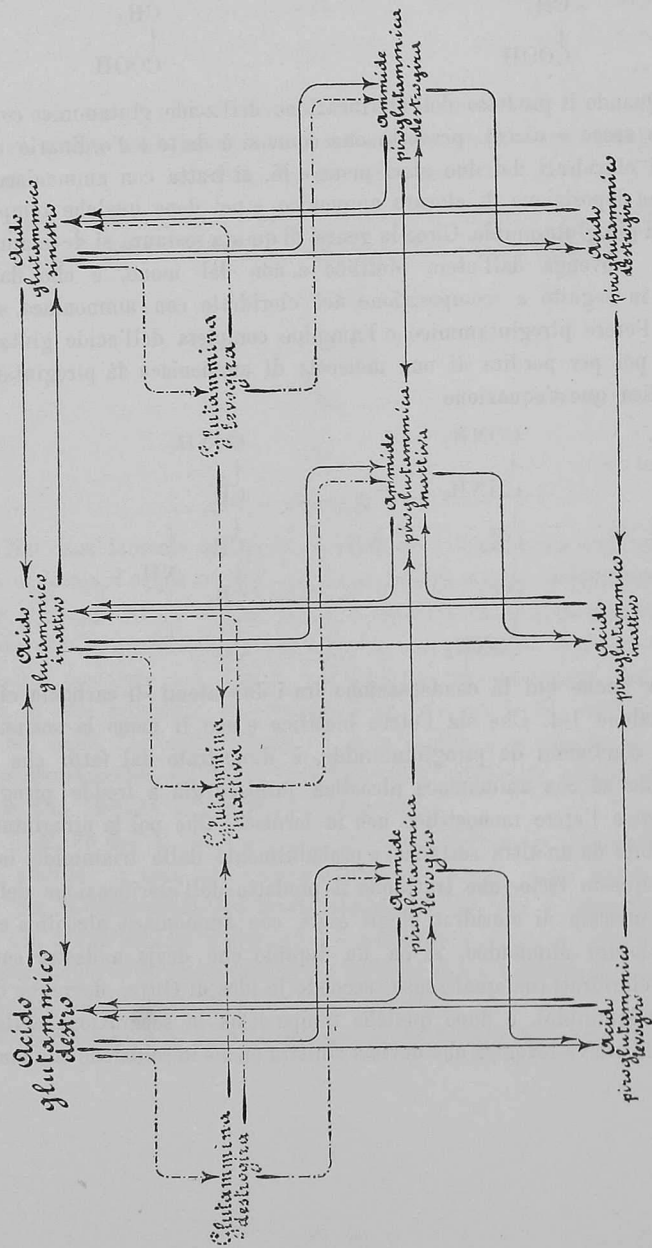 Acido
glutammico
destro
Acido
glutammico
inattivo
Acido
glutammico
sinistro
Glutammina
destrogira
Glutammina
inattiva
Glutammina
levogira
Ammide
piroglutammica
levogira
Ammide
piroglutammica
inattiva
Ammide
piroglutammica
destrogira
Acido
piroglutammico
levogiro
Acido
piroglutammico
inattivo
Acido
piroglutammico
destrogiro